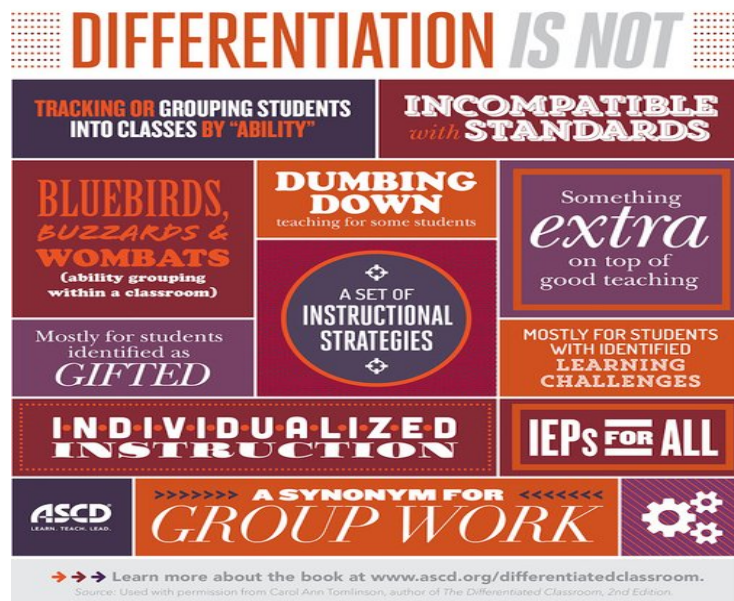 DIFFERENTIATION IS NOT
TRACKING OR GROUPING STUDENTS
INTO CLASSES BY “ABILITY”
INCOMPATIBLE
with STANDARDS
BLUEBIRDS,
BUZZARDS &
WOMBATS
(ability grouping
within a classroom)
DUMBING
DOWN
teaching for some students
Something
extra
on top of
good teaching
A SET OF
INSTRUCTIONAL
STRATEGIES
Mostly for students
identified as
GIFTED
MOSTLY FOR STUDENTS
WITH IDENTIFIED
LEARNING
CHALLENGES
I•N•D•I•V•I•D•U•A•L•I•Z•E•D
INSTRUCTION
IEPs FOR ALL
ASCD®
LEARN. TEACH. LEAD.
>>>>>>> A SYNONYM FOR <<<<<<<
GROUP WORK
➔ ➔ ➔ Learn more about the book at www.ascd.org/differentiatedclassroom.
Source: Used with permission from Carol Ann Tomlinson, author of The Differentiated Classroom, 2nd Edition.